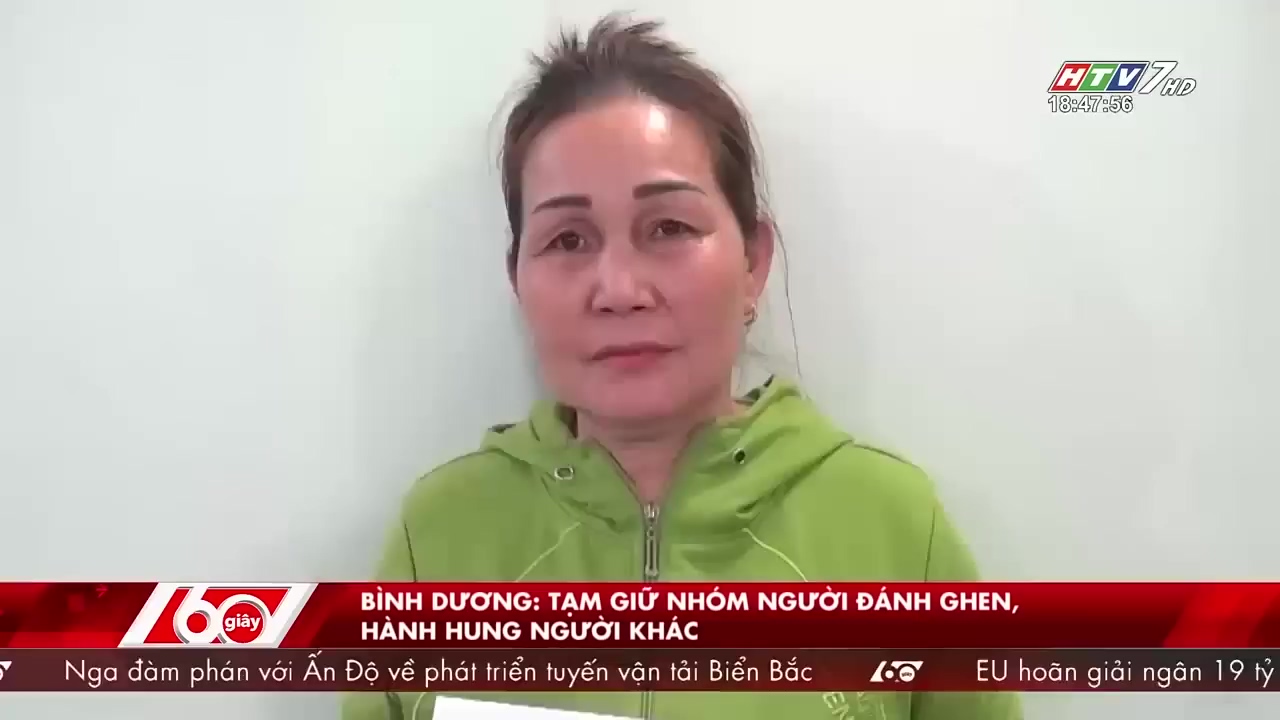 HTV7 HD
18:47:56
60 giây
BÌNH DƯƠNG: TẠM GIỮ NHÓM NGƯỜI ĐÁNH GHEN,
HÀNH HUNG NGƯỜI KHÁC
Nga đàm phán với Ấn Độ về phát triển tuyến vận tải Biển Bắc 60 EU hoãn giải ngân 19 tỷ